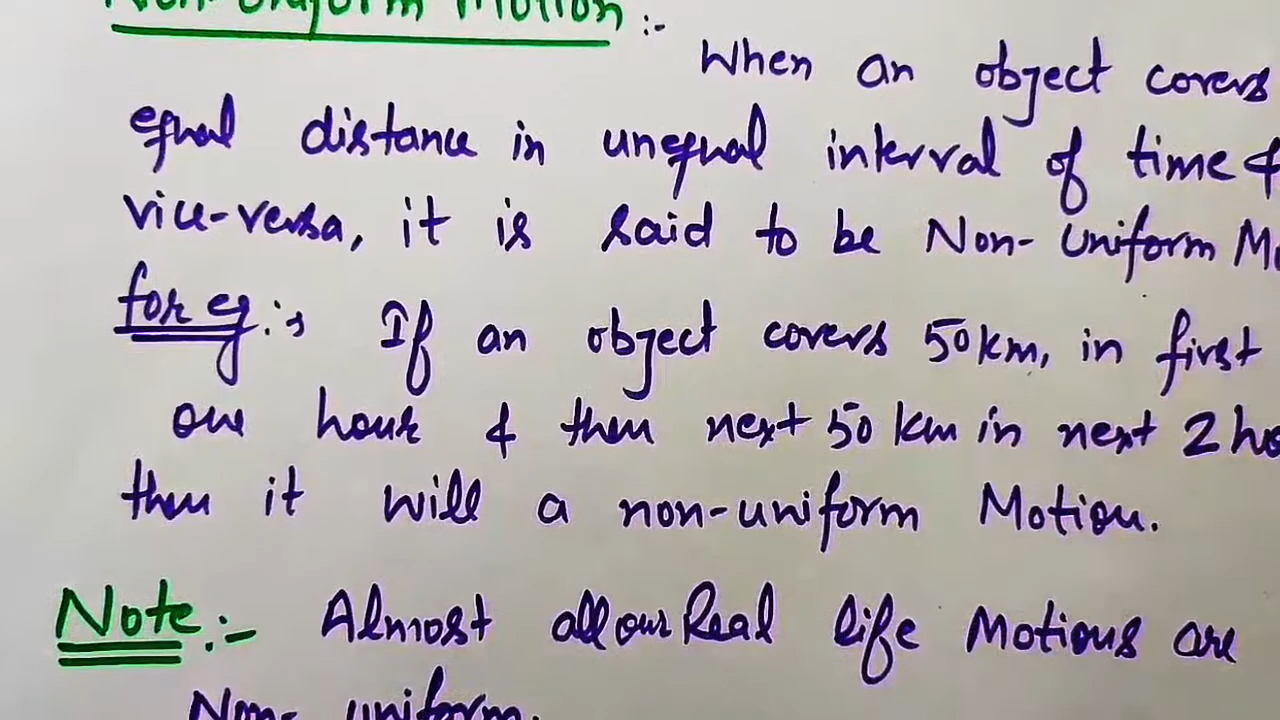 Non-Uniform Motion :-
When an object covers
equal distance in unequal interval of time &
vice-versa, it is said to be Non-Uniform
for eg :- If an object covers 50km, in first
one hour & then next 50 km in next 2
then it will a non-uniform Motion.
Note :- Almost all our Real life Motions are
Non-uniform.